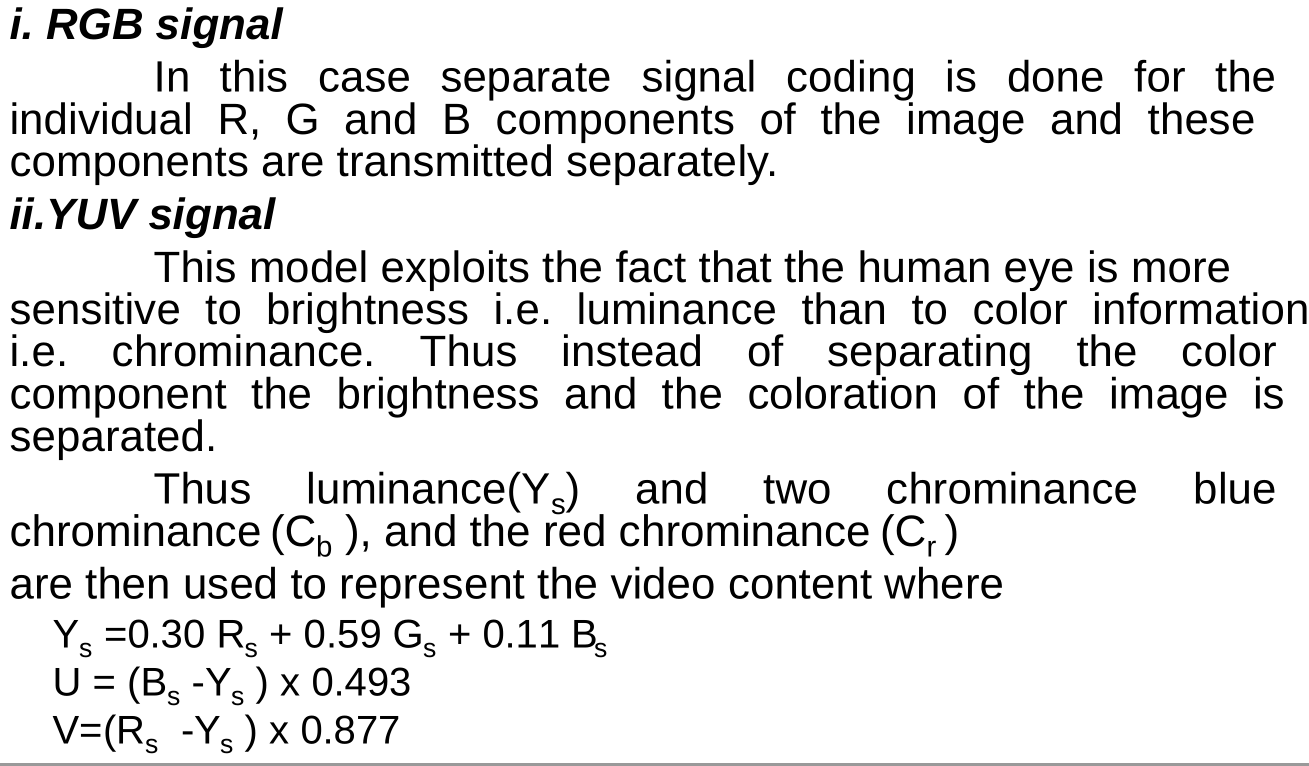 i. RGB signal
In this case separate signal coding is done for the
individual R, G and B components of the image and these
components are transmitted separately.
ii.YUV signal
This model exploits the fact that the human eye is more
sensitive to brightness i.e. luminance than to color information
i.e. chrominance. Thus instead of separating the color
component the brightness and the coloration of the image is
separated.
Thus luminance(Ys) and two chrominance blue
chrominance (Cb ), and the red chrominance (Cr )
are then used to represent the video content where
Ys =0.30 Rs + 0.59 Gs + 0.11 Bs
U = (Bs -Ys ) x 0.493
V=(Rs -Ys ) x 0.877